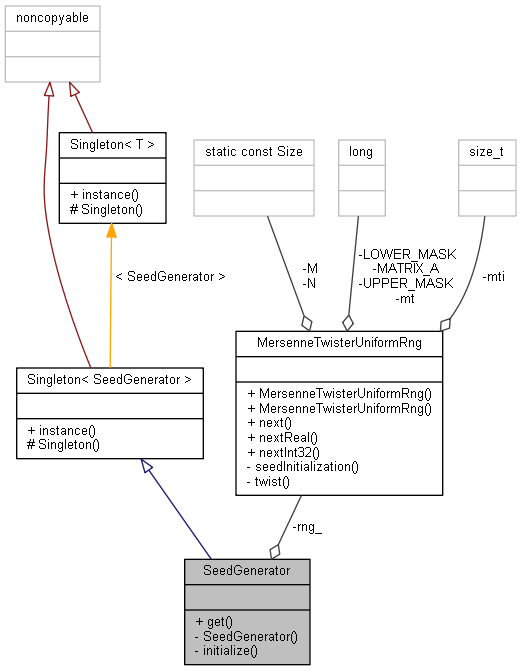 noncopyable
Singleton< T >
+ instance()
# Singleton()
static const Size
long
size_t
< SeedGenerator >
-M
-N
-LOWER_MASK
-MATRIX_A
-UPPER_MASK
-mt
-mti
MersenneTwisterUniformRng
+ MersenneTwisterUniformRng()
+ MersenneTwisterUniformRng()
+ next()
+ nextReal()
+ nextInt32()
- seedInitialization()
- twist()
Singleton< SeedGenerator >
+ instance()
# Singleton()
-rng_
SeedGenerator
+ get()
- SeedGenerator()
- initialize()